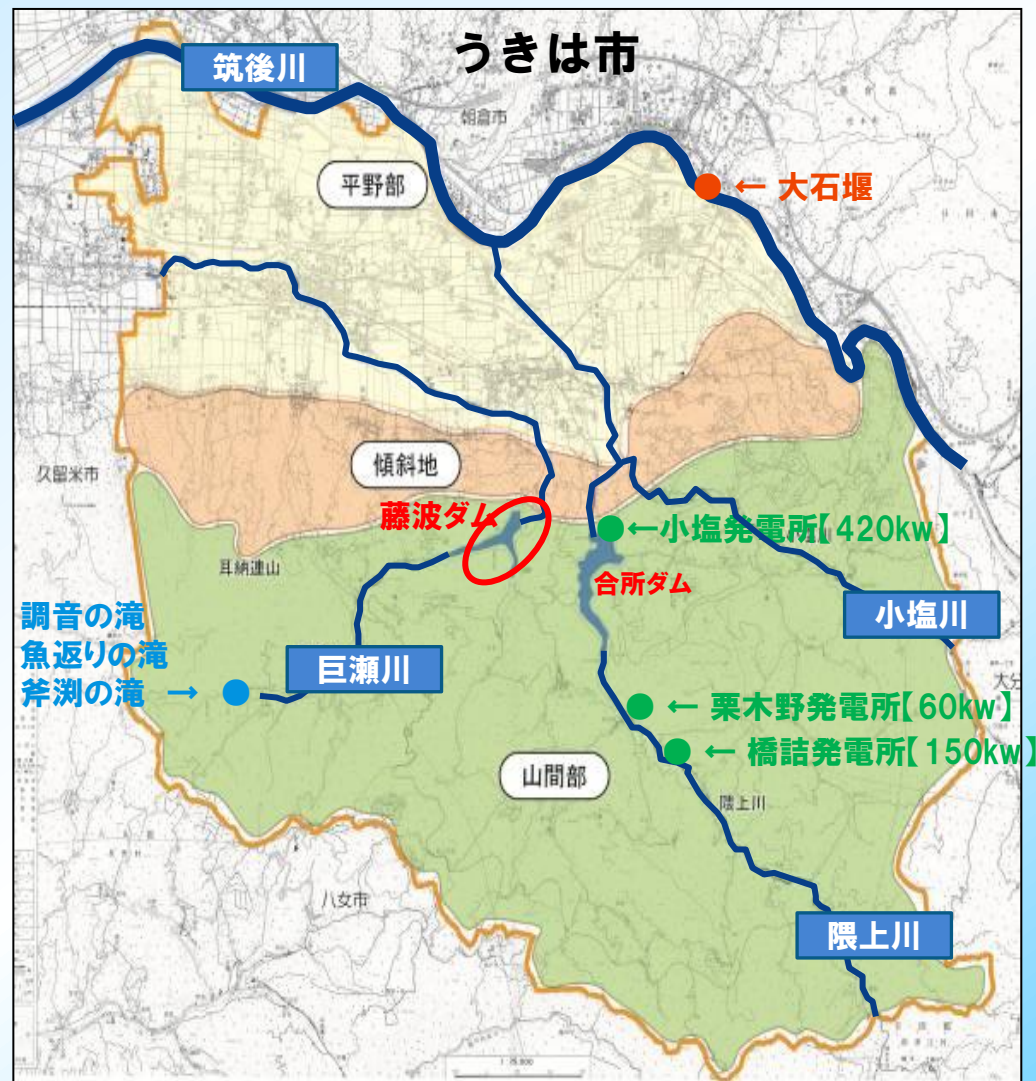 うきは市
筑後川
朝倉市
平野部
← 大石堰
傾斜地
久留米市
藤波ダム
←小塩発電所【420kw】
耳納連山
合所ダム
小塩川
調音の滝
魚返りの滝
斧渕の滝 →
巨瀬川
← 栗木野発電所【60kw】
← 橋詰発電所【150kw】
山間部
隈上川
八女市
隈上川